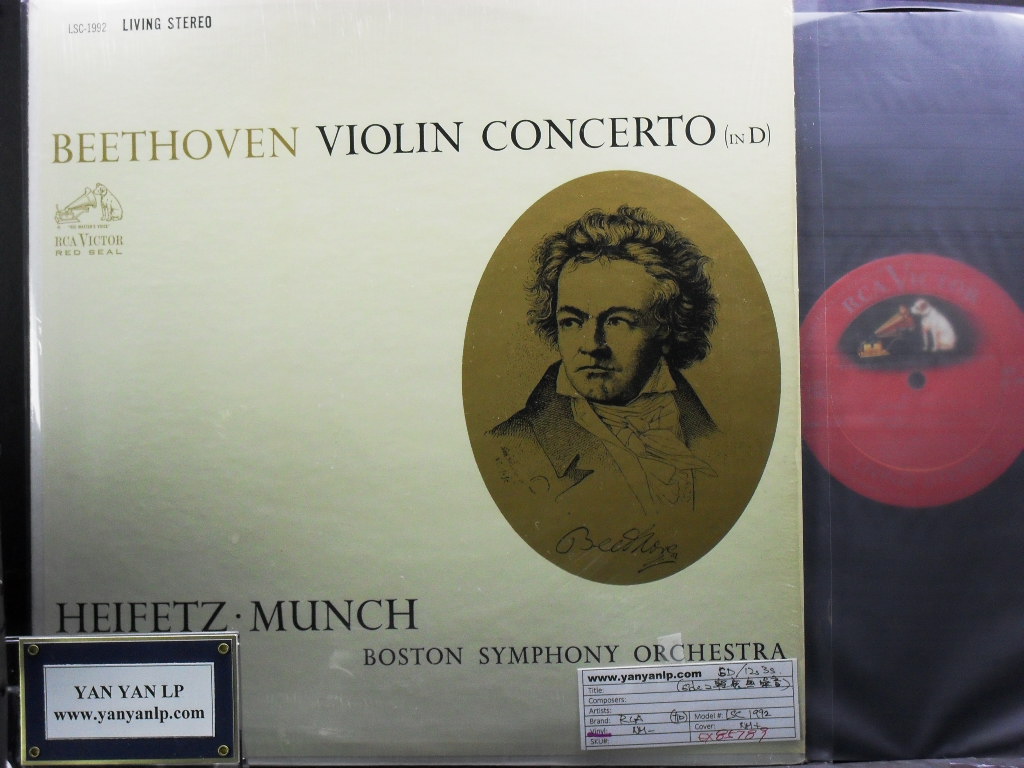 LSC-1992 LIVING STEREO
BEETHOVEN VIOLIN CONCERTO (IN D)
"HIS MASTER'S VOICE"
RCA VICTOR
RED SEAL
RCA VICTOR
Beethoven
HEIFETZ · MUNCH
BOSTON SYMPHONY ORCHESTRA
YAN YAN LP
www.yanyanlp.com
www.yanyanlp.com
Title:
Composers:
Artists:
Brand: RCA Model #: LSC 1992
Vinyl: NM- Cover:
SKU#: